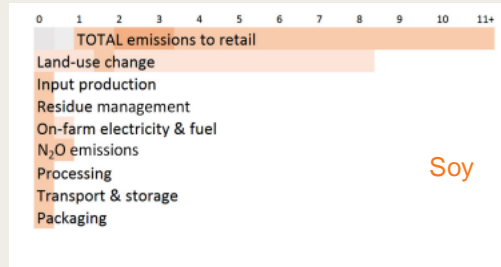 0 1 2 3 4 5 6 7 8 9 10 11+
TOTAL emissions to retail
Land-use change
Input production
Residue management
On-farm electricity & fuel
N₂O emissions
Processing
Soy
Transport & storage
Packaging